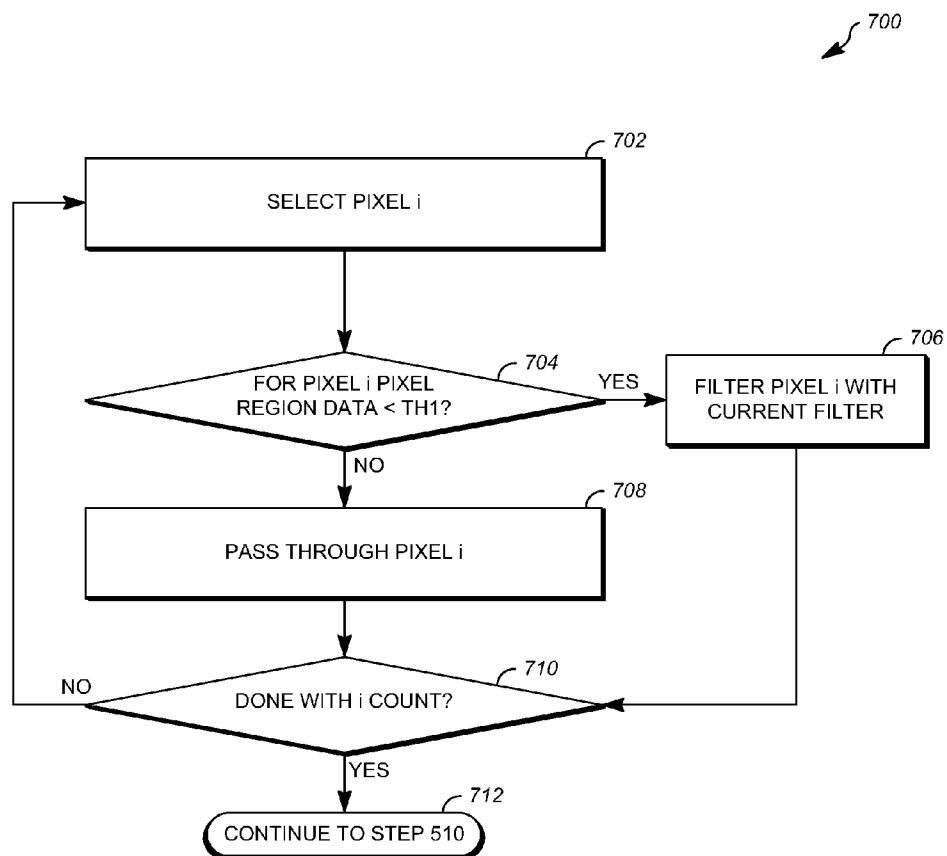 700
702
SELECT PIXEL i
704
FOR PIXEL i PIXEL
REGION DATA < TH1?
YES
706
FILTER PIXEL i WITH
CURRENT FILTER
NO
708
PASS THROUGH PIXEL i
710
NO
DONE WITH i COUNT?
YES
712
CONTINUE TO STEP 510